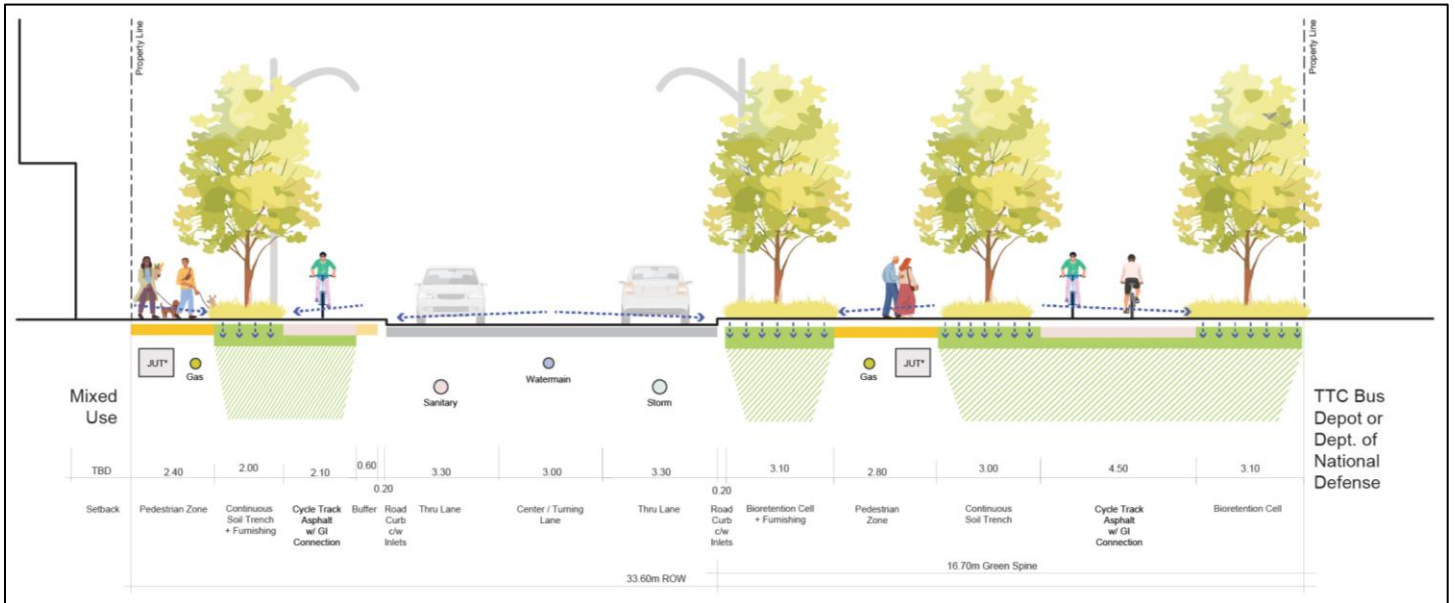 Property Line
Property Line
JUT*
Gas
Sanitary
Watermain
Storm
Gas
JUT*
Mixed
Use
TTC Bus
Depot or
Dept. of
National
Defense
TBD
2.40
2.00
2.10
0.60
0.20
3.30
3.00
3.30
0.20
3.10
2.80
3.00
4.50
3.10
Setback
Pedestrian Zone
Continuous
Soil Trench
+ Furnishing
Cycle Track
Asphalt
w/ GI
Connection
Buffer
Road
Curb
c/w
Inlets
Thru Lane
Center / Turning
Lane
Thru Lane
Road
Curb
c/w
Inlets
Bioretention Cell
+ Furnishing
Pedestrian
Zone
Continuous
Soil Trench
Cycle Track
Asphalt
w/ GI
Connection
Bioretention Cell
16.70m Green Spine
33.60m ROW